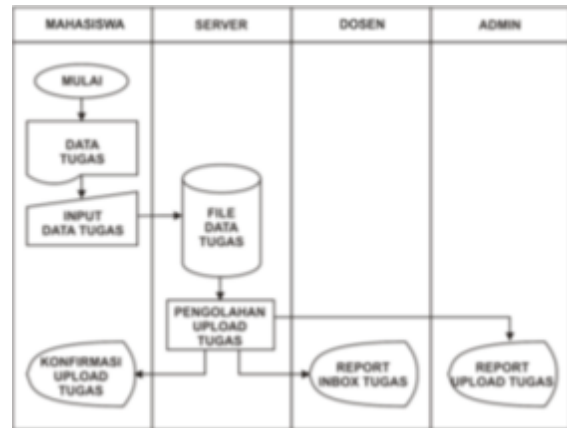 MAHASISWA
SERVER
DOSEN
ADMIN
MULAI
DATA
TUGAS
INPUT
DATA TUGAS
FILE
DATA
TUGAS
PENGOLAHAN
UPLOAD
TUGAS
KONFIRMASI
UPLOAD
TUGAS
REPORT
INBOX TUGAS
REPORT
UPLOAD TUGAS